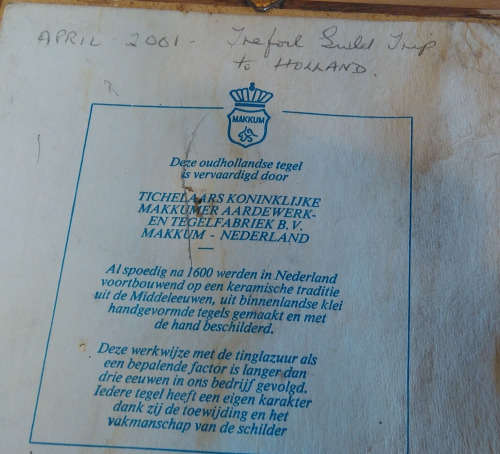 APRIL - 2001 - Trefoil Guild Trip
to HOLLAND.
MAKKUM
Deze oudhollandse tegel
is vervaardigd door
TICHELAARS KONINKLIJKE
MAKKUMER AARDEWERK-
EN TEGELFABRIEK B.V.
MAKKUM - NEDERLAND
Al spoedig na 1600 werden in Nederland
voortbouwend op een keramische traditie
uit de Middeleeuwen, uit binnenlandse klei
handgevormde tegels gemaakt en met
de hand beschilderd.
Deze werkwijze met de tinglazuur als
een bepalende factor is langer dan
drie eeuwen in ons bedrijf gevolgd.
Iedere tegel heeft een eigen karakter
dank zij de toewijding en het
vakmanschap van de schilder